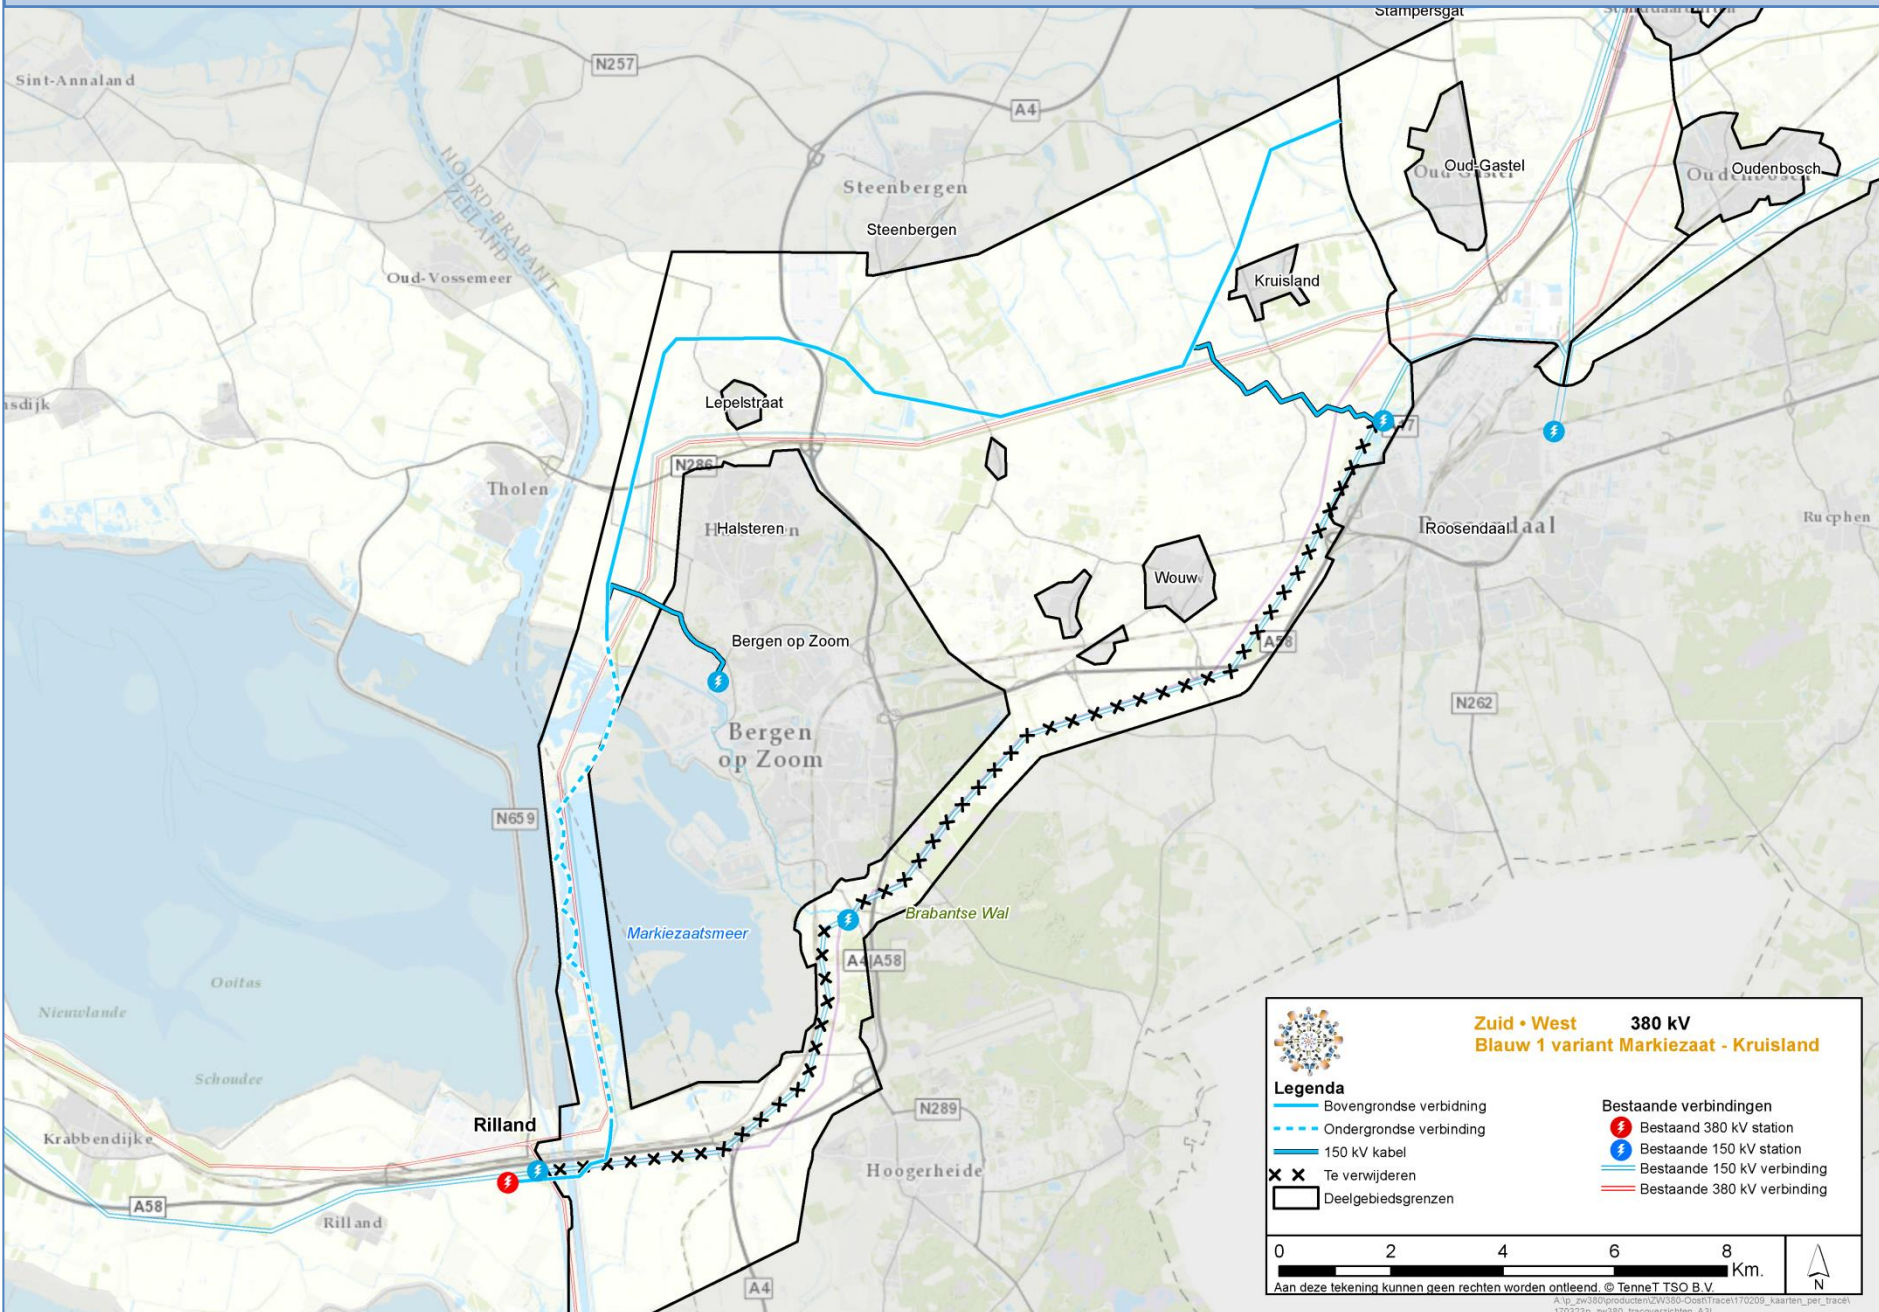 Stampersgat
Sint-Annaland
N257
A4
NOORD-BRABANT
ZEELAND
Steenbergen
Steenbergen
Oud-Gastel
Oudenbosch
Oud-Vossemeer
Kruisland
Lepelstraat
N286
Tholen
Halsteren
Roosendaal
Rucphen
Wouw
Bergen op Zoom
A58
N262
Bergen
op Zoom
N659
Brabantse Wal
Markiezaatsmeer
A4|A58
Nieuwlande
Schoudee
Rilland
Krabbendijke
N289
Hoogerheide
A58
Rilland
A4
Zuid • West 380 kV
Blauw 1 variant Markiezaat - Kruisland
Legenda
Bovengrondse verbidning
Ondergrondse verbinding
150 kV kabel
Te verwijderen
Deelgebiedsgrenzen
Bestaande verbindingen
Bestaand 380 kV station
Bestaande 150 kV station
Bestaande 150 kV verbinding
Bestaande 380 kV verbinding
0 2 4 6 8 Km.
N
Aan deze tekening kunnen geen rechten worden ontleend. © TenneT TSO B.V.